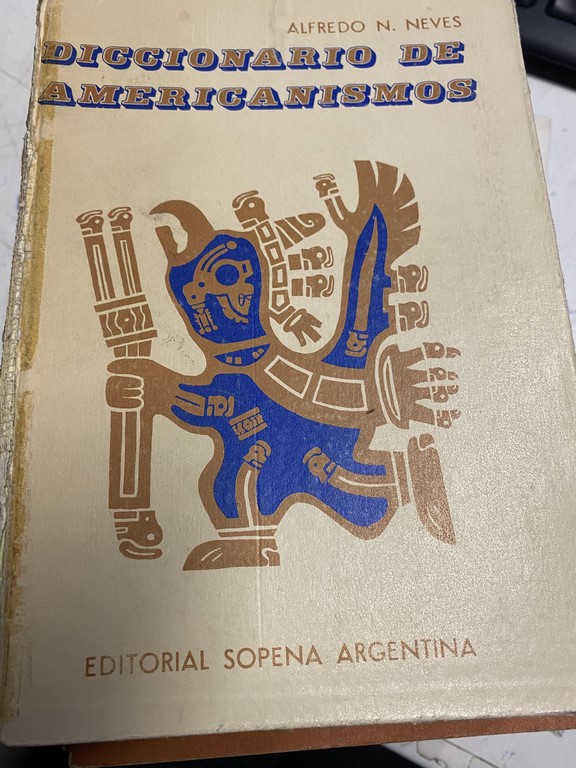 ALFREDO N. NEVES
DICCIONARIO DE
AMERICANISMOS
EDITORIAL SOPENA ARGENTINA